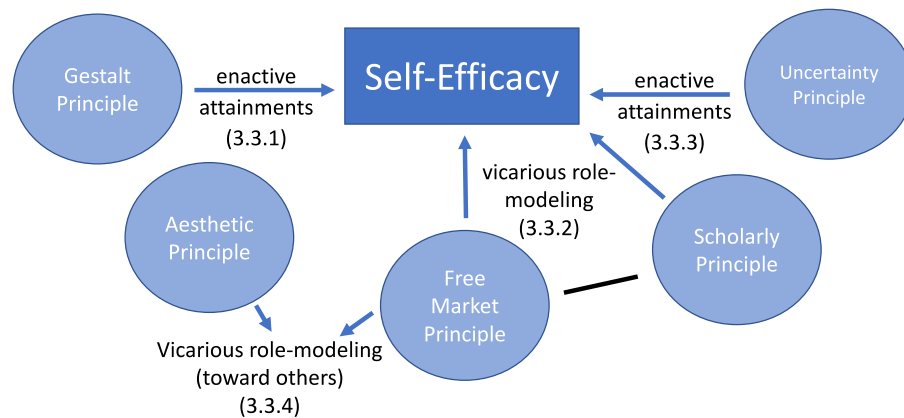 Gestalt
Principle
enactive
attainments
(3.3.1)
Self-Efficacy
enactive
attainments
(3.3.3)
Uncertainty
Principle
Aesthetic
Principle
vicarious role-
modeling
(3.3.2)
Scholarly
Principle
Free
Market
Principle
Vicarious role-modeling
(toward others)
(3.3.4)